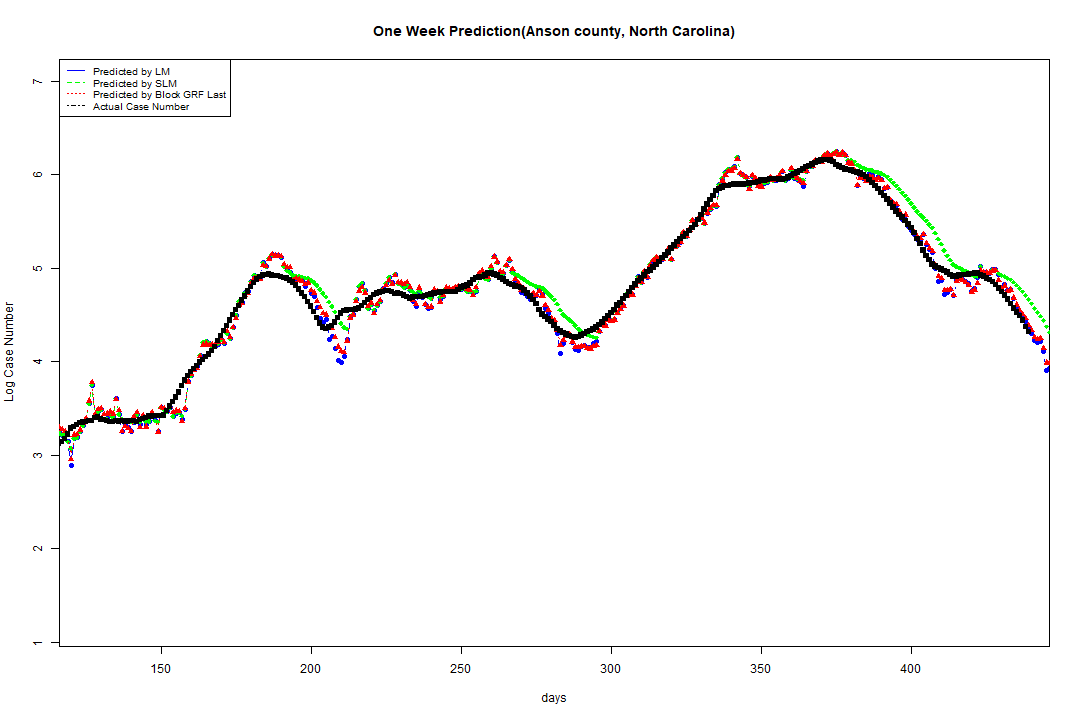 One Week Prediction(Anson county, North Carolina)
Predicted by LM
Predicted by SLM
Predicted by Block GRF Last
Actual Case Number
7
6
5
4
3
2
1
Log Case Number
150 200 250 300 350 400
days